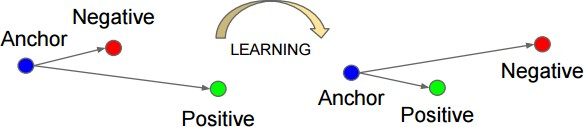 Negative
Anchor
Positive
LEARNING
Negative
Anchor
Positive